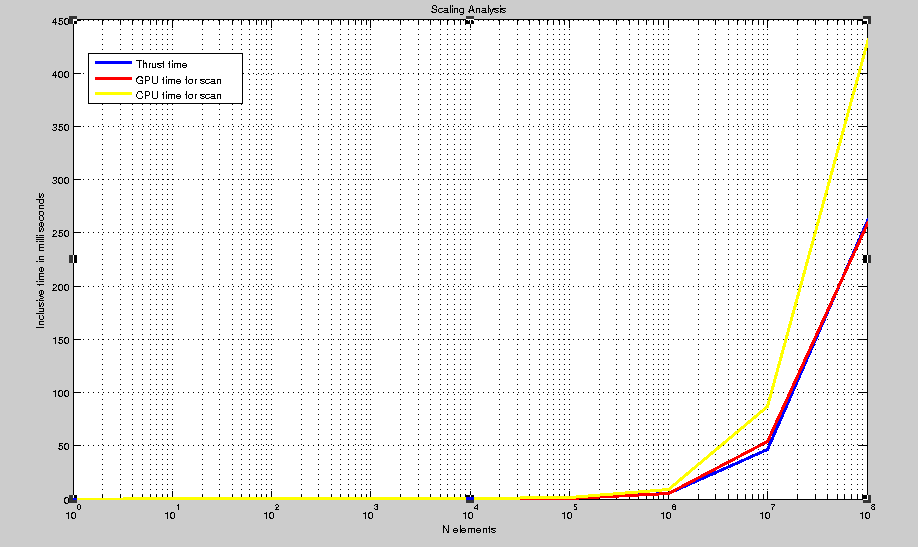 Scaling Analysis
Thrust time
GPU time for scan
CPU time for scan
Inclusive time in milliseconds
450
400
350
300
250
200
150
100
50
0
10^0 10^1 10^2 10^3 10^4 10^5 10^6 10^7 10^8
N elements